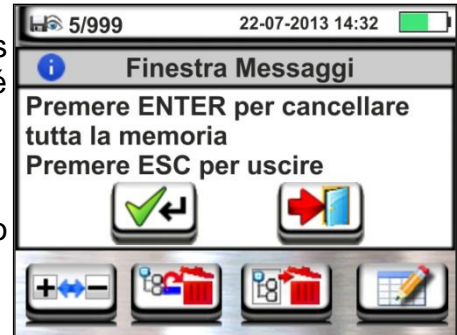 5/999 22-07-2013 14:32
Finestra Messaggi
Premere ENTER per cancellare
tutta la memoria
Premere ESC per uscire